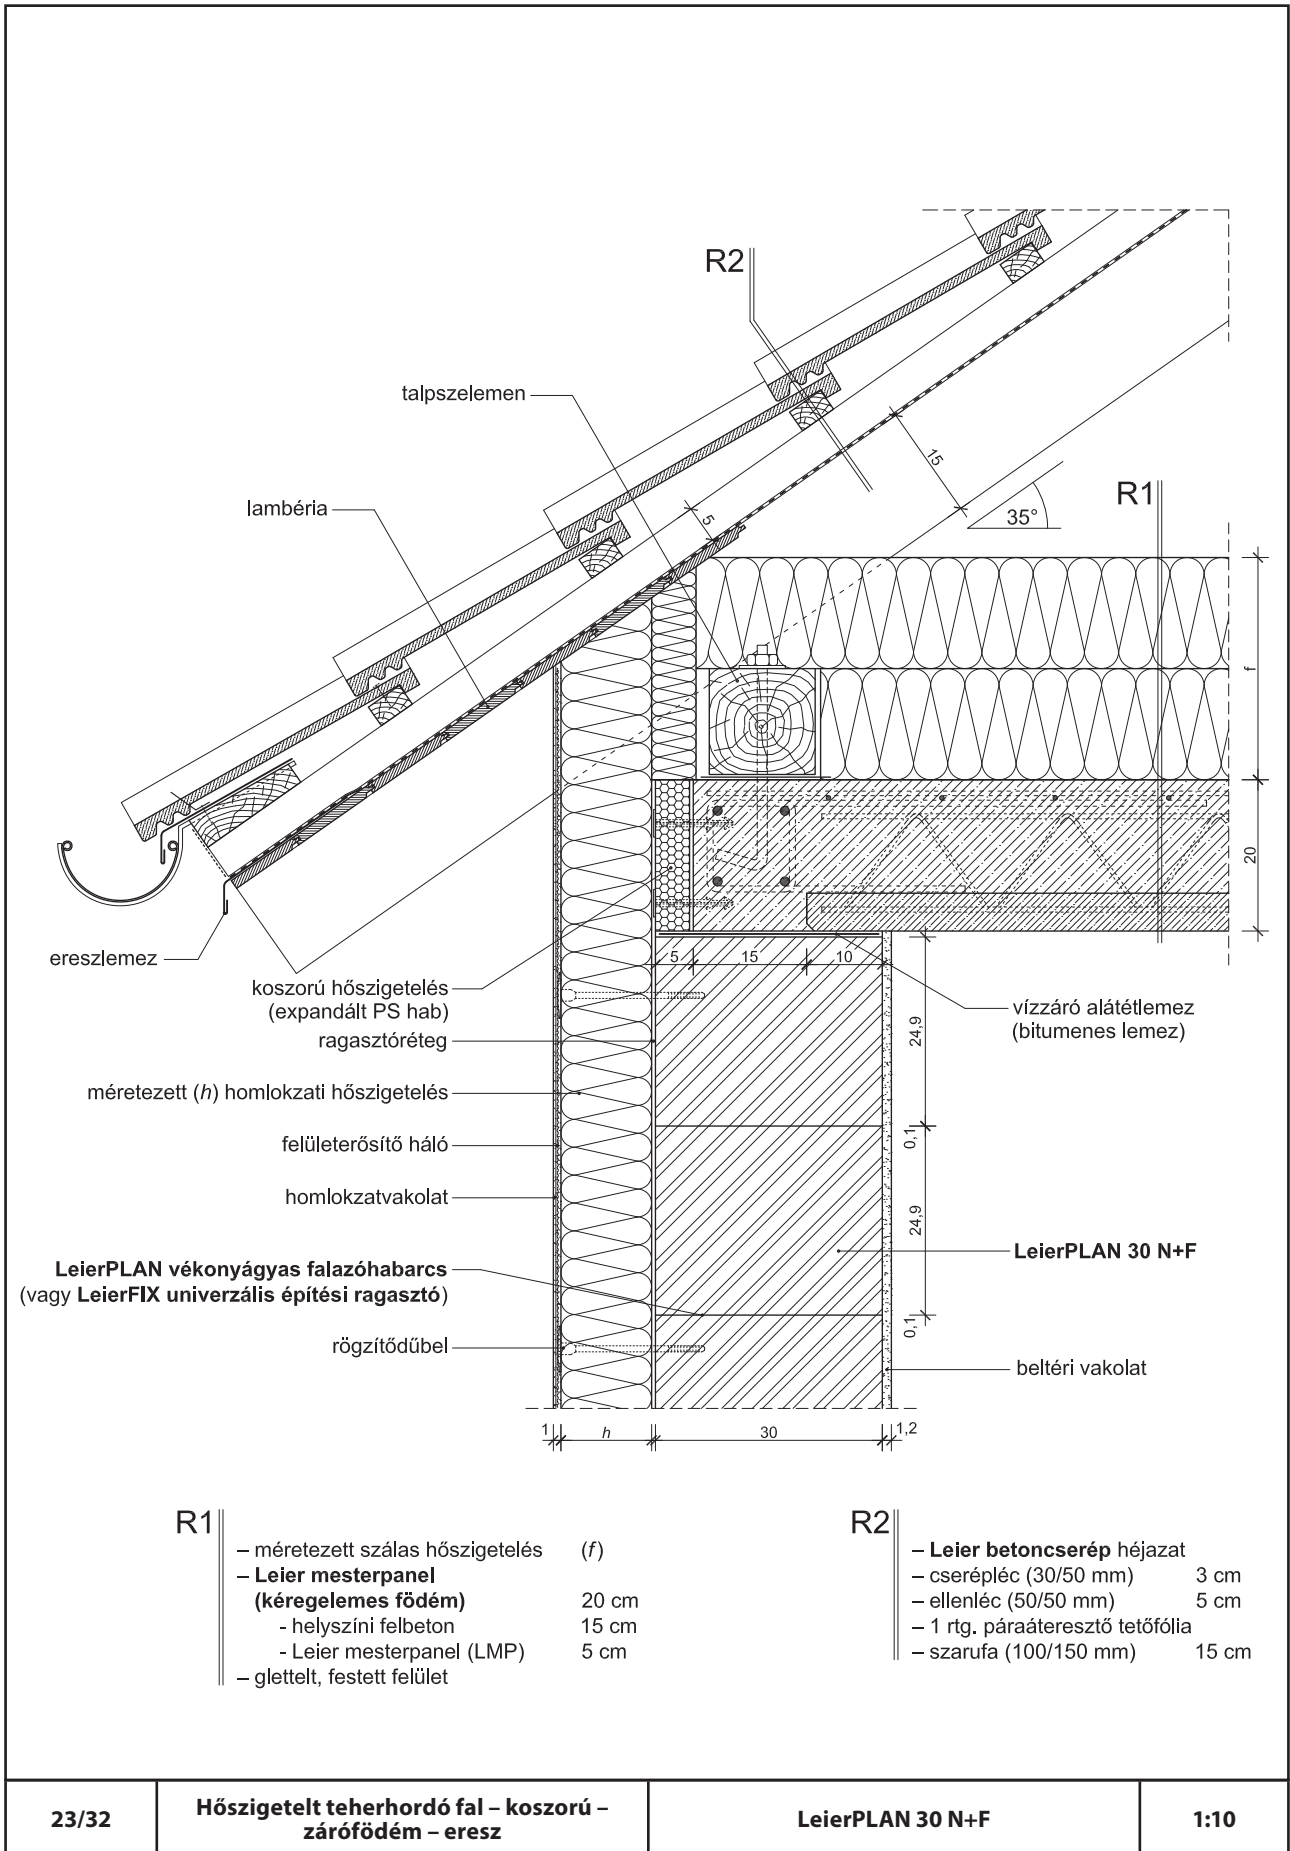 R2
talpszelemen
lambéria
15
5
35°
R1
f
20
ereszlemez
koszorú hőszigetelés
(expandált PS hab)
5 15 10
vízzáró alátétlemez
(bitumenes lemez)
24,9
ragasztóréteg
méretezett (h) homlokzati hőszigetelés
felületerősítő háló
0,1
homlokzatvakolat
24,9
LeierPLAN 30 N+F
LeierPLAN vékonyágyas falazóhabarcs
(vagy LeierFIX univerzális építési ragasztó)
0,1
rögzítődűbel
beltéri vakolat
1 h 30 1,2
R1
– méretezett szálas hőszigetelés (f)
– Leier mesterpanel
(kéregelemes födém) 20 cm
- helyszíni felbeton 15 cm
- Leier mesterpanel (LMP) 5 cm
– glettelt, festett felület
R2
– Leier betoncserép héjazat
– cserépléc (30/50 mm) 3 cm
– ellenléc (50/50 mm) 5 cm
– 1 rtg. páraáteresztő tetőfólia
– szarufa (100/150 mm) 15 cm
23/32
Hőszigetelt teherhordó fal – koszorú –
zárófödém – eresz
LeierPLAN 30 N+F
1:10